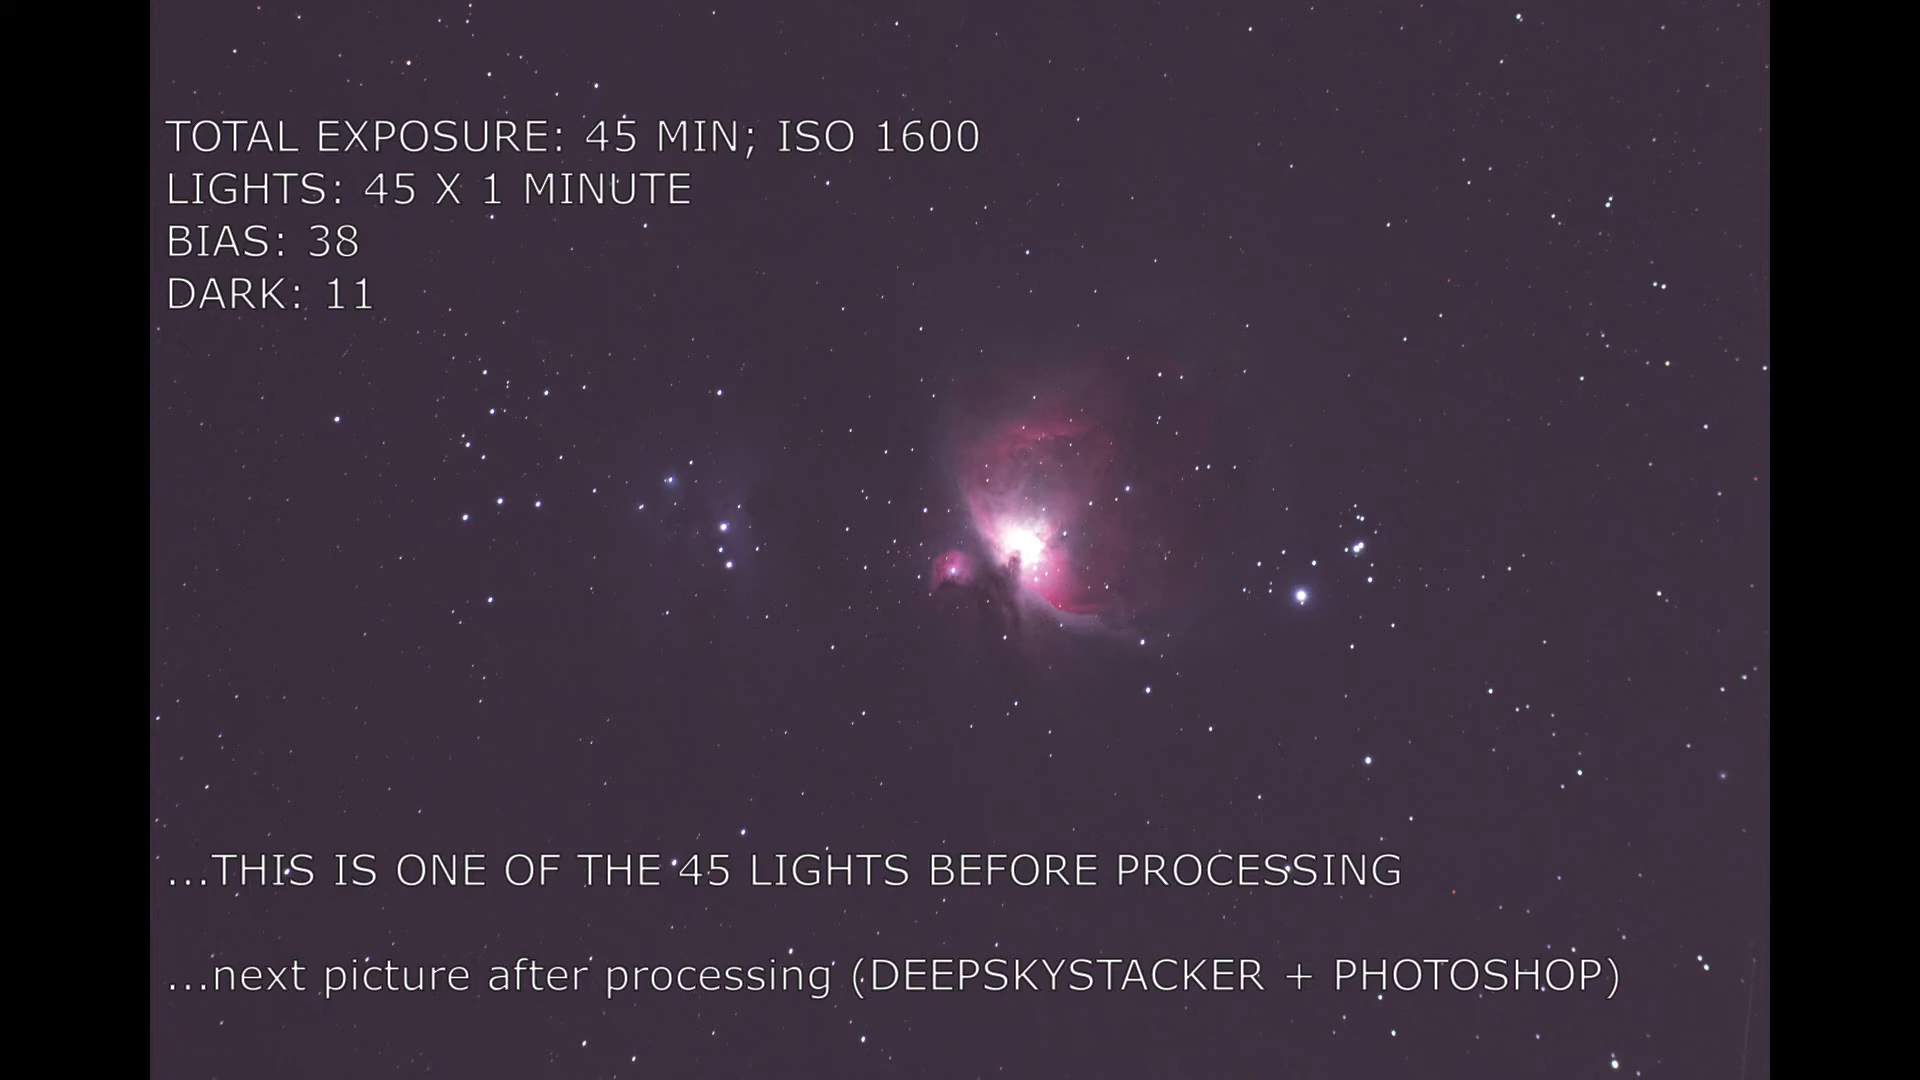 TOTAL EXPOSURE: 45 MIN; ISO 1600
LIGHTS: 45 X 1 MINUTE
BIAS: 38
DARK: 11
...THIS IS ONE OF THE 45 LIGHTS BEFORE PROCESSING
...next picture after processing (DEEPSKYSTACKER + PHOTOSHOP)